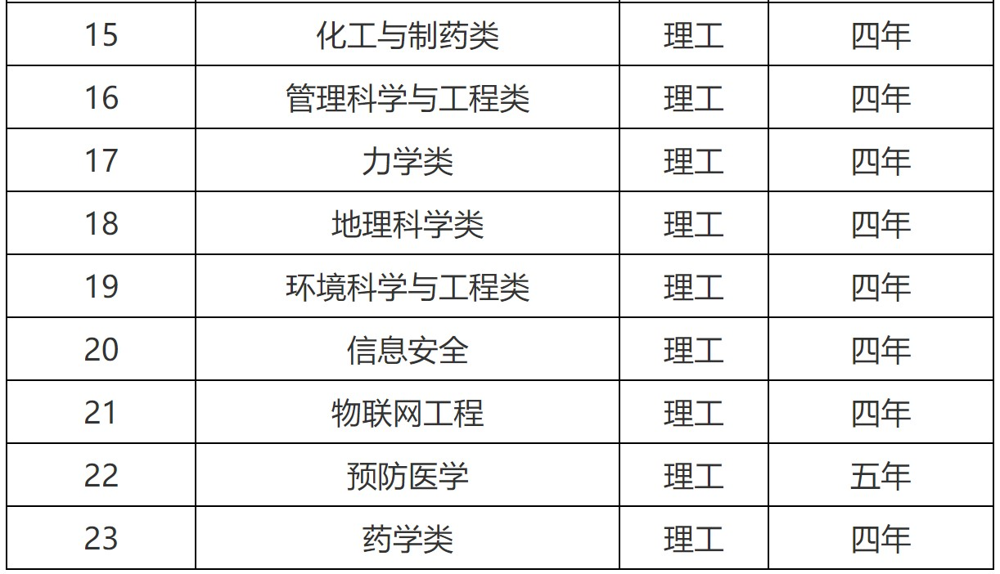 15 化工与制药类 理工 四年
16 管理科学与工程类 理工 四年
17 力学类 理工 四年
18 地理科学类 理工 四年
19 环境科学与工程类 理工 四年
20 信息安全 理工 四年
21 物联网工程 理工 四年
22 预防医学 理工 五年
23 药学类 理工 四年